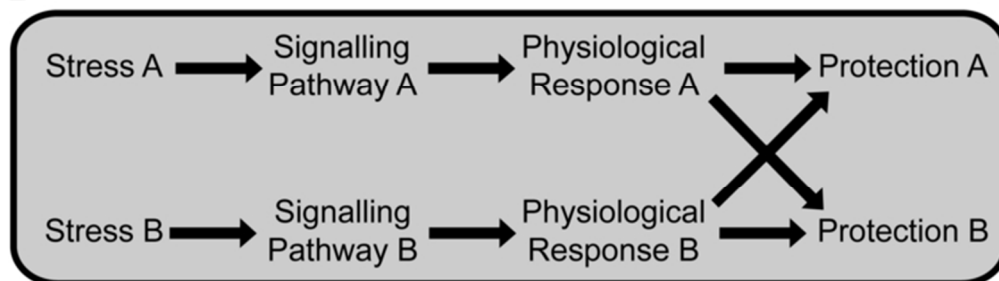 Stress A
Signalling
Pathway A
Physiological
Response A
Protection A
Stress B
Signalling
Pathway B
Physiological
Response B
Protection B